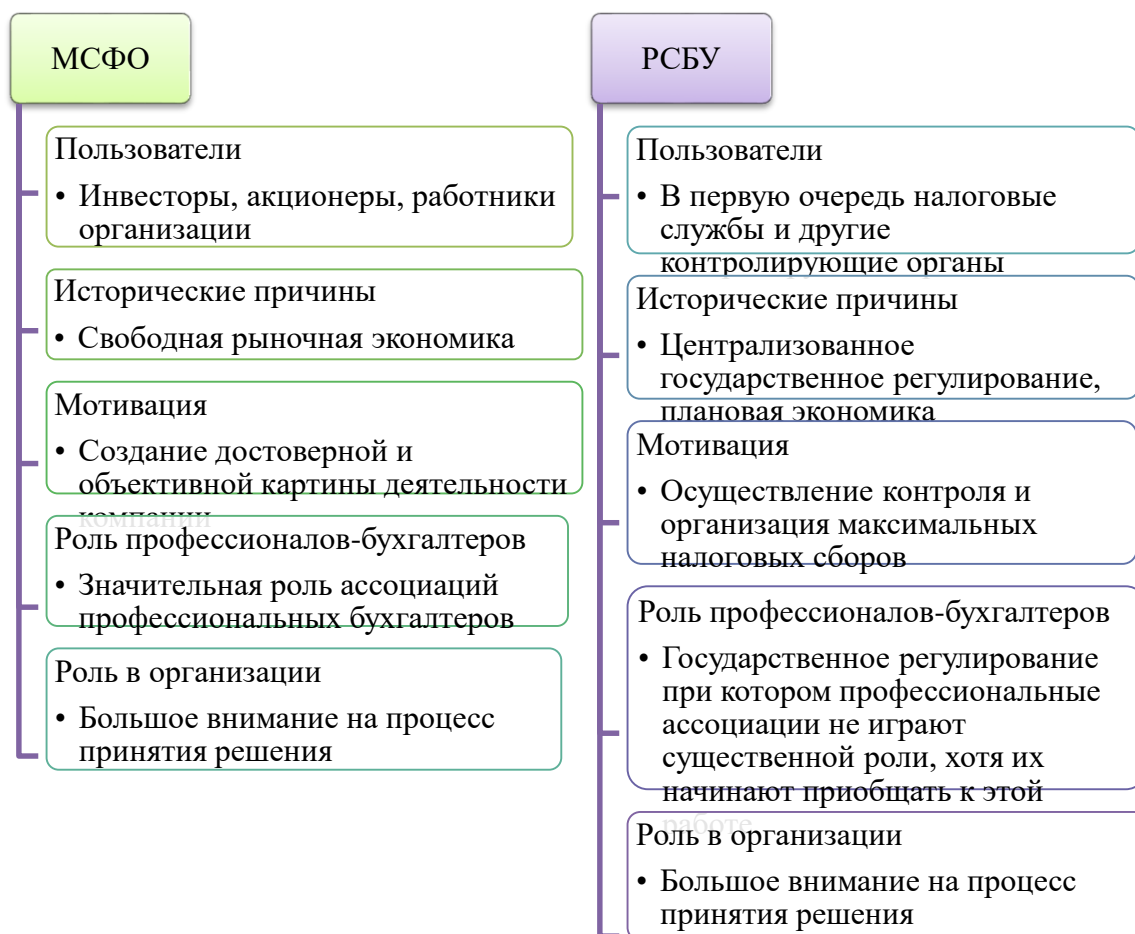 МСФО
Пользователи
• Инвесторы, акционеры, работники
организации
Исторические причины
• Свободная рыночная экономика
Мотивация
• Создание достоверной и
объективной картины деятельности
компании
Роль профессионалов-бухгалтеров
• Значительная роль ассоциаций
профессиональных бухгалтеров
Роль в организации
• Большое внимание на процесс
принятия решения
РСБУ
Пользователи
• В первую очередь налоговые
службы и другие
контролирующие органы
Исторические причины
• Централизованное
государственное регулирование,
плановая экономика
Мотивация
• Осуществление контроля и
организация максимальных
налоговых сборов
Роль профессионалов-бухгалтеров
• Государственное регулирование
при котором профессиональные
ассоциации не играют
существенной роли, хотя их
начинают приобщать к этой
работе
Роль в организации
• Большое внимание на процесс
принятия решения